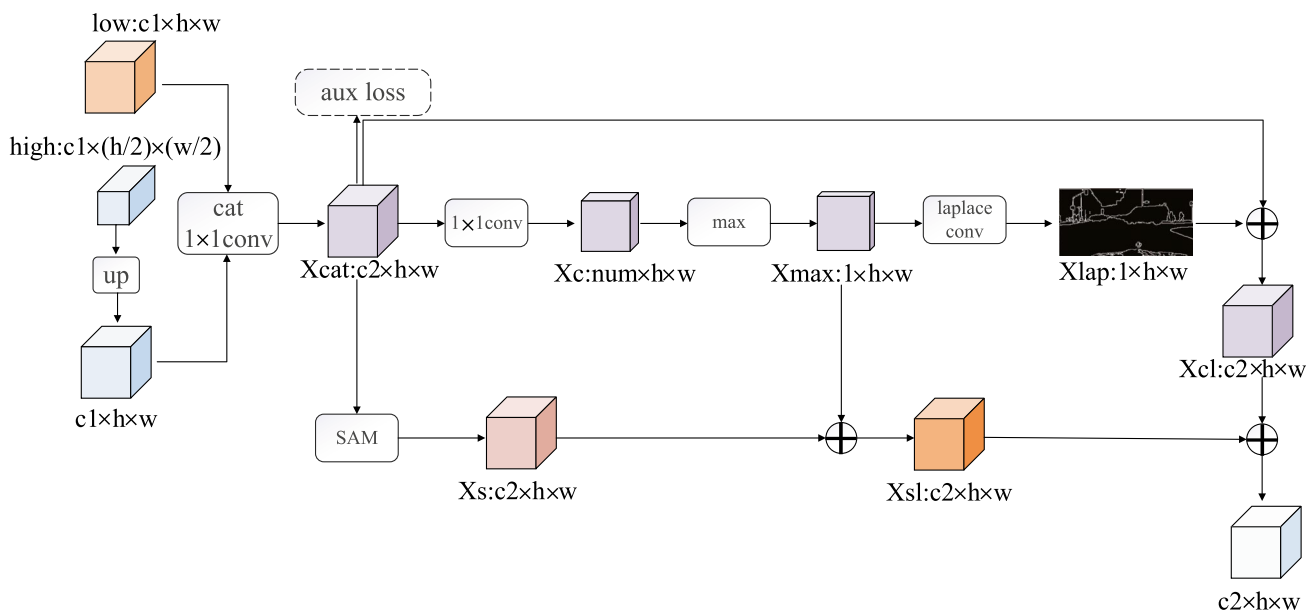 low:c1×h×w
aux loss
high:c1×(h/2)×(w/2)
cat
1×1conv
1×1conv
max
laplace
conv
Xcat:c2×h×w
Xc:num×h×w
Xmax:1×h×w
Xlap:1×h×w
up
Xcl:c2×h×w
c1×h×w
SAM
Xs:c2×h×w
Xsl:c2×h×w
c2×h×w